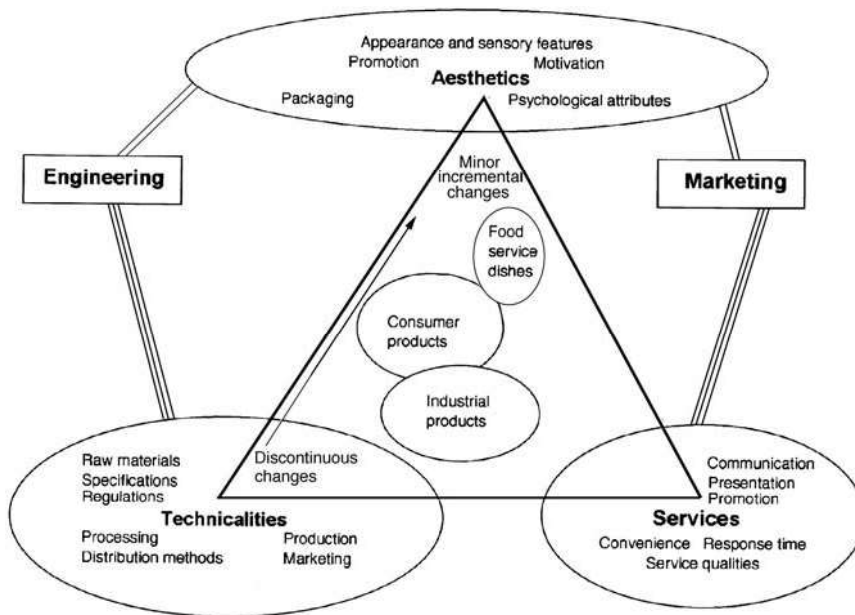 Appearance and sensory features
Promotion Motivation
Aesthetics
Packaging Psychological attributes
Engineering
Marketing
Minor
incremental
changes
Food
service
dishes
Consumer
products
Industrial
products
Discontinuous
changes
Raw materials
Specifications
Regulations
Technicalities
Processing Production
Distribution methods Marketing
Communication
Presentation
Promotion
Services
Convenience Response time
Service qualities